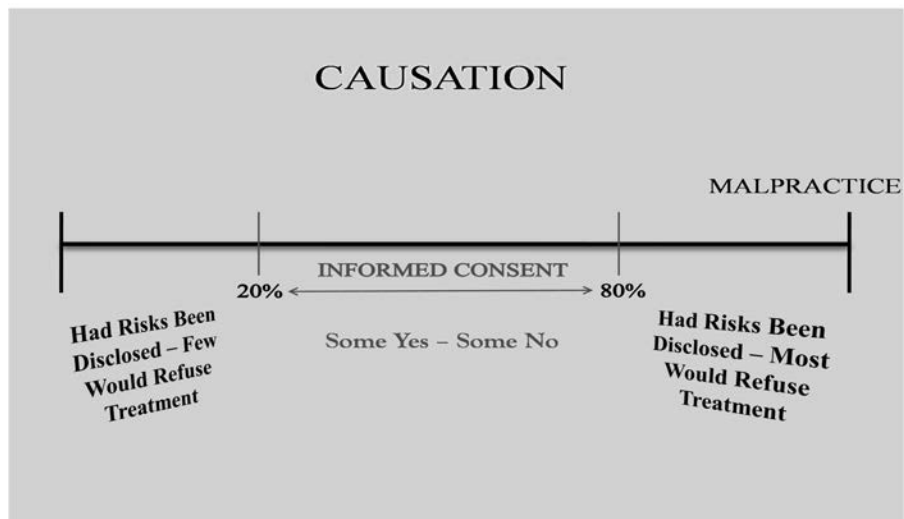 CAUSATION
MALPRACTICE
INFORMED CONSENT
20%
80%
Had Risks Been
Disclosed – Few
Would Refuse
Treatment
Some Yes – Some No
Had Risks Been
Disclosed – Most
Would Refuse
Treatment